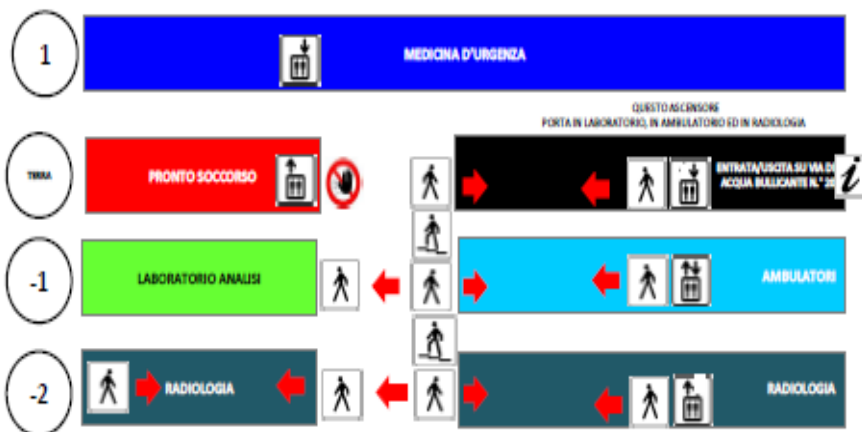 1
MEDICINA D'URGENZA
QUESTO ASCENSORE
PORTA IN LABORATORIO, IN AMBULATORIO ED IN RADIOLOGIA
TERRA
PRONTO SOCCORSO
ENTRATA/USCITA SU VIA
ACQUA BULLICANTE N.°
i
-1
LABORATORIO ANALISI
AMBULATORI
-2
RADIOLOGIA
RADIOLOGIA